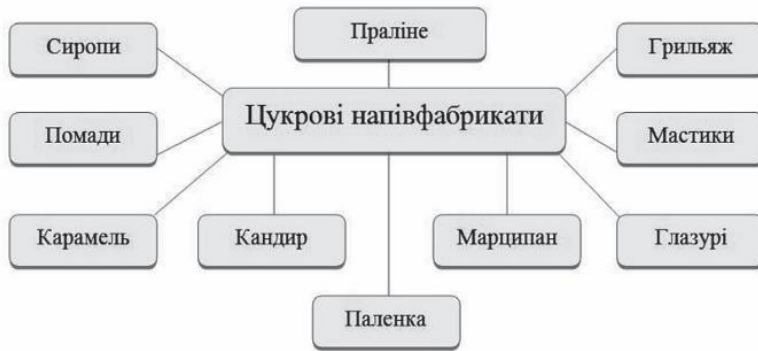 Праліне
Сиропи
Грильяж
Цукрові напівфабрикати
Помади
Мастики
Карамель
Кандир
Марципан
Глазурі
Паленка